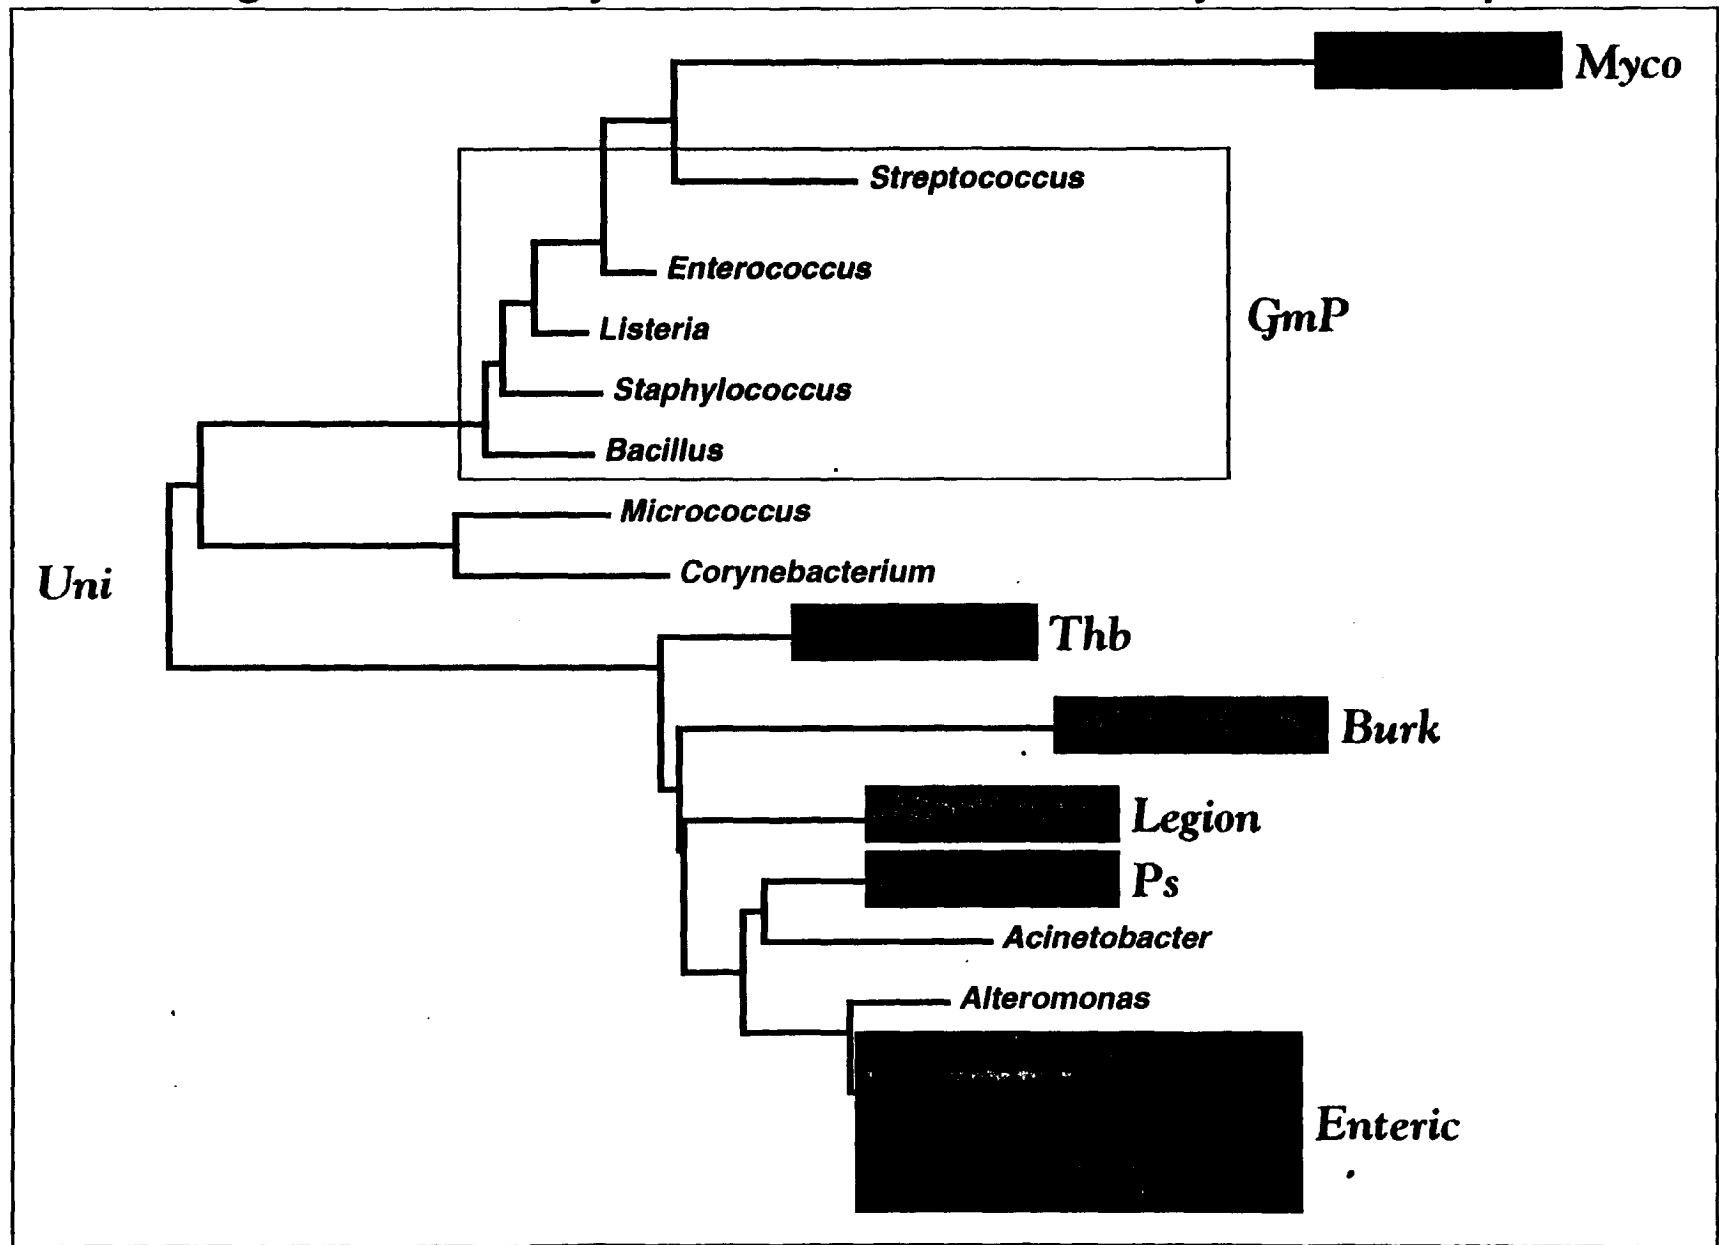 Myco
Streptococcus
Enterococcus
GmP
Listeria
Staphylococcus
Bacillus
Micrococcus
Corynebacterium
Uni
Thb
Burk
Legion
Ps
Acinetobacter
Alteromonas
Enteric